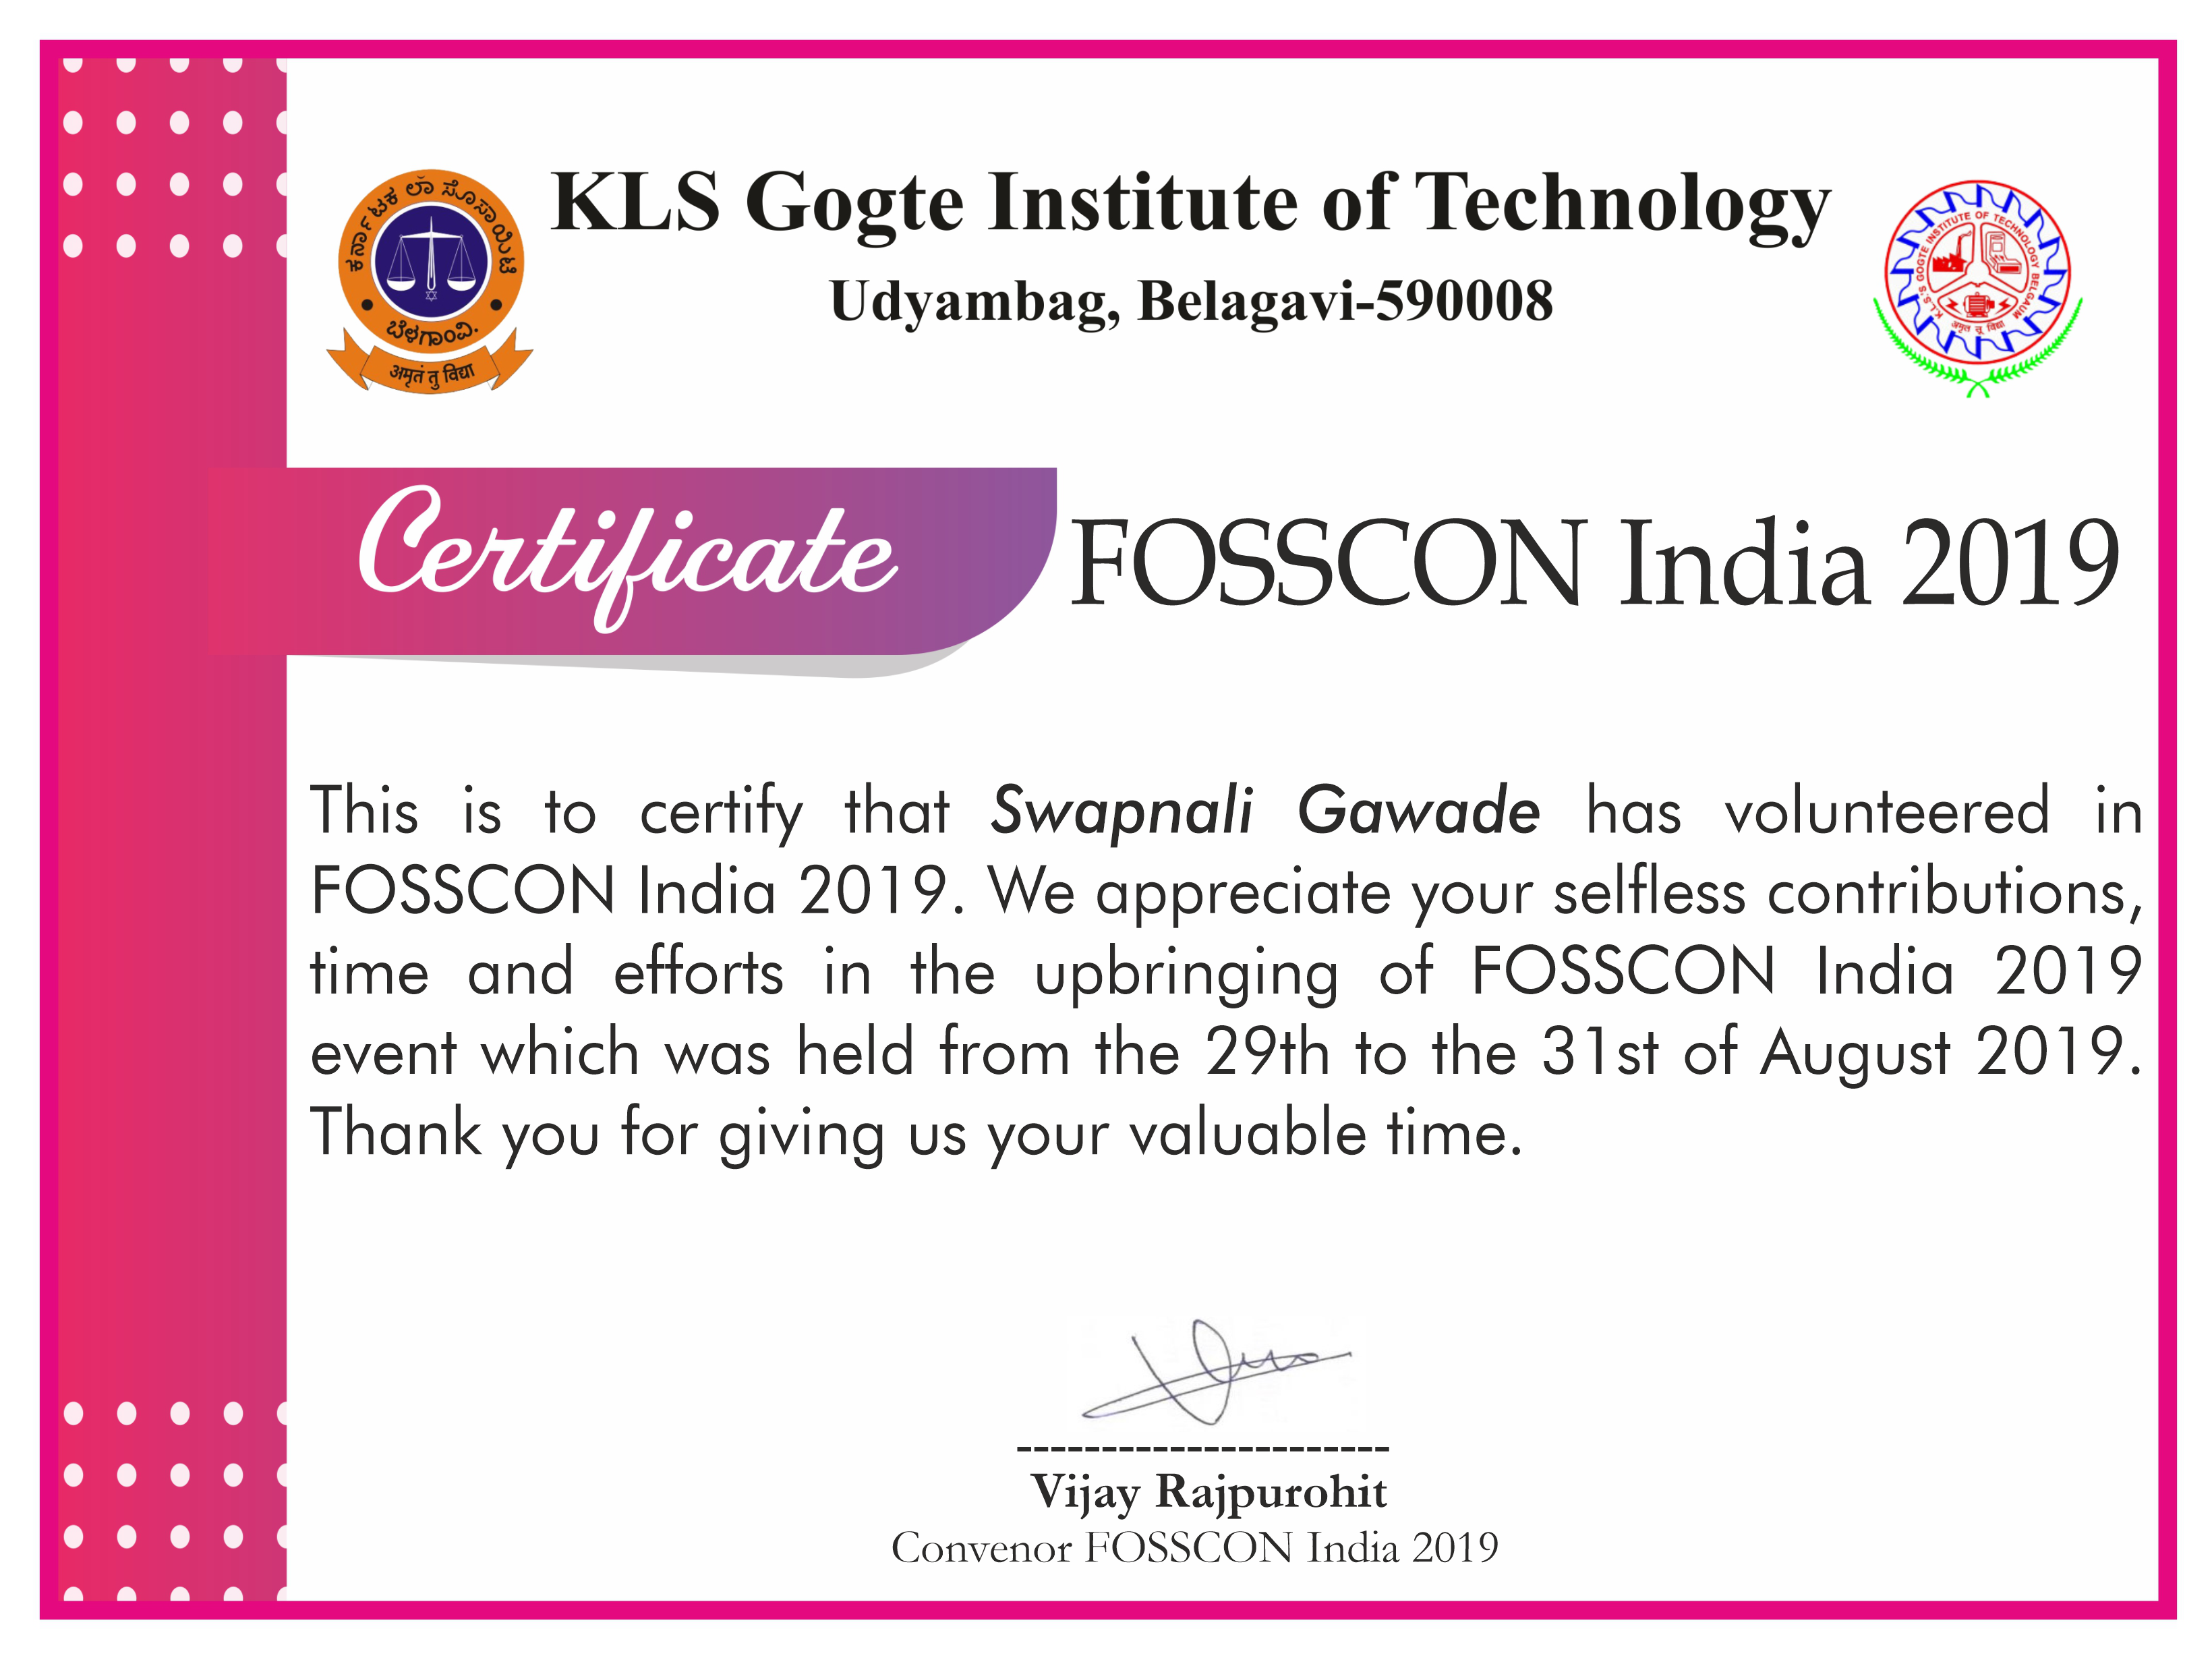 ಕರ್ನಾಟಕ ಲಾ ಸೊಸಾಯಿಟಿ
ಬೆಳಗಾಂವಿ.
अमृतं तु विद्या
KLS Gogte Institute of Technology
Udyambag, Belagavi-590008
K.L.S.'S GOGTE INSTITUTE OF TECHNOLOGY BELGAUM
अमृत तू विद्या
Certificate
FOSSCON India 2019
This is to certify that Swapnali Gawade has volunteered in
FOSSCON India 2019. We appreciate your selfless contributions,
time and efforts in the upbringing of FOSSCON India 2019
event which was held from the 29th to the 31st of August 2019.
Thank you for giving us your valuable time.
Vijay Rajpurohit
Convenor FOSSCON India 2019